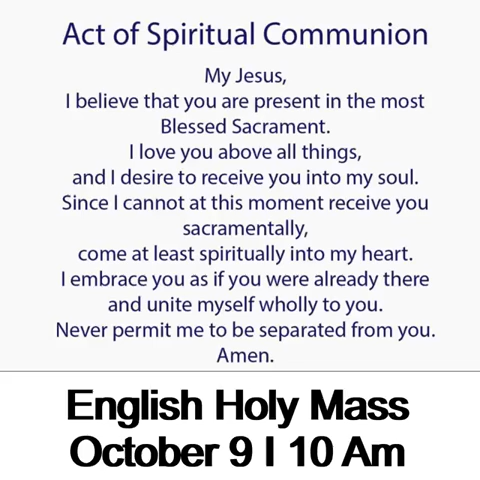 Act of Spiritual Communion
My Jesus,
I believe that you are present in the most
Blessed Sacrament.
I love you above all things,
and I desire to receive you into my soul.
Since I cannot at this moment receive you
sacramentally,
come at least spiritually into my heart.
I embrace you as if you were already there
and unite myself wholly to you.
Never permit me to be separated from you.
Amen.
English Holy Mass
October 9 I 10 Am